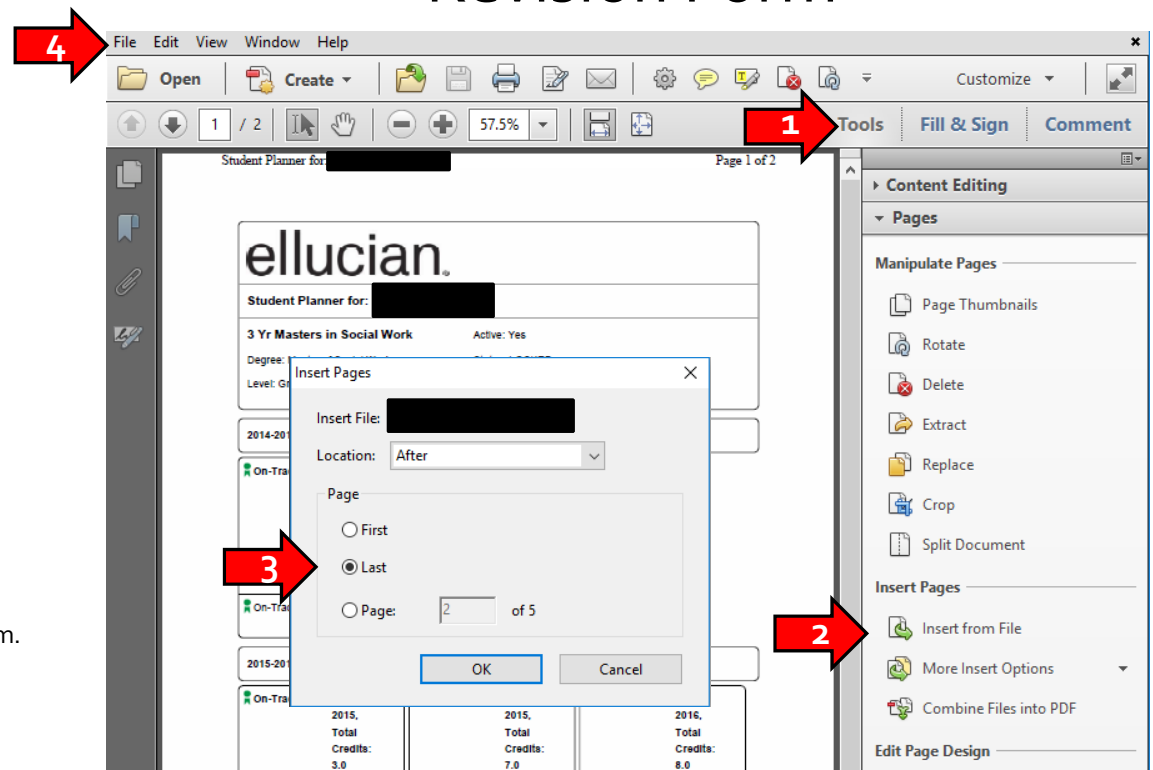 Revision Form
4
File Edit View Window Help
Open Create Customize
1 / 2 57.5% 1 Tools Fill & Sign Comment
Student Planner for: Page 1 of 2
Content Editing
Pages
ellucian.
Manipulate Pages
Student Planner for:
Page Thumbnails
3 Yr Masters in Social Work Active: Yes
Rotate
Degree:
Insert Pages
Level: Gr
Delete
Insert File:
Extract
2014-201
Location: After
On-Tra
Replace
Page
Crop
First
Split Document
3 Last
Insert Pages
On-Tra
Page: 2 of 5
2 Insert from File
m.
2015-201
OK Cancel
More Insert Options
On-Tra
Combine Files into PDF
2015, 2015, 2016,
Total Total Total
Credits: Credits: Credits:
Edit Page Design
3.0 7.0 8.0